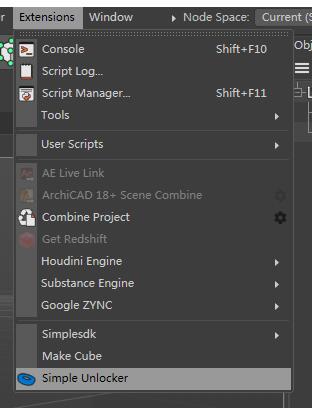 Extensions Window Node Space: Current (S
Console Shift+F10
Obj
Script Log...
Script Manager... Shift+F11
Tools
User Scripts
AE Live Link
ArchiCAD 18+ Scene Combine
Combine Project
Get Redshift
Houdini Engine
Substance Engine
Google ZYNC
Simplesdk
Make Cube
Simple Unlocker